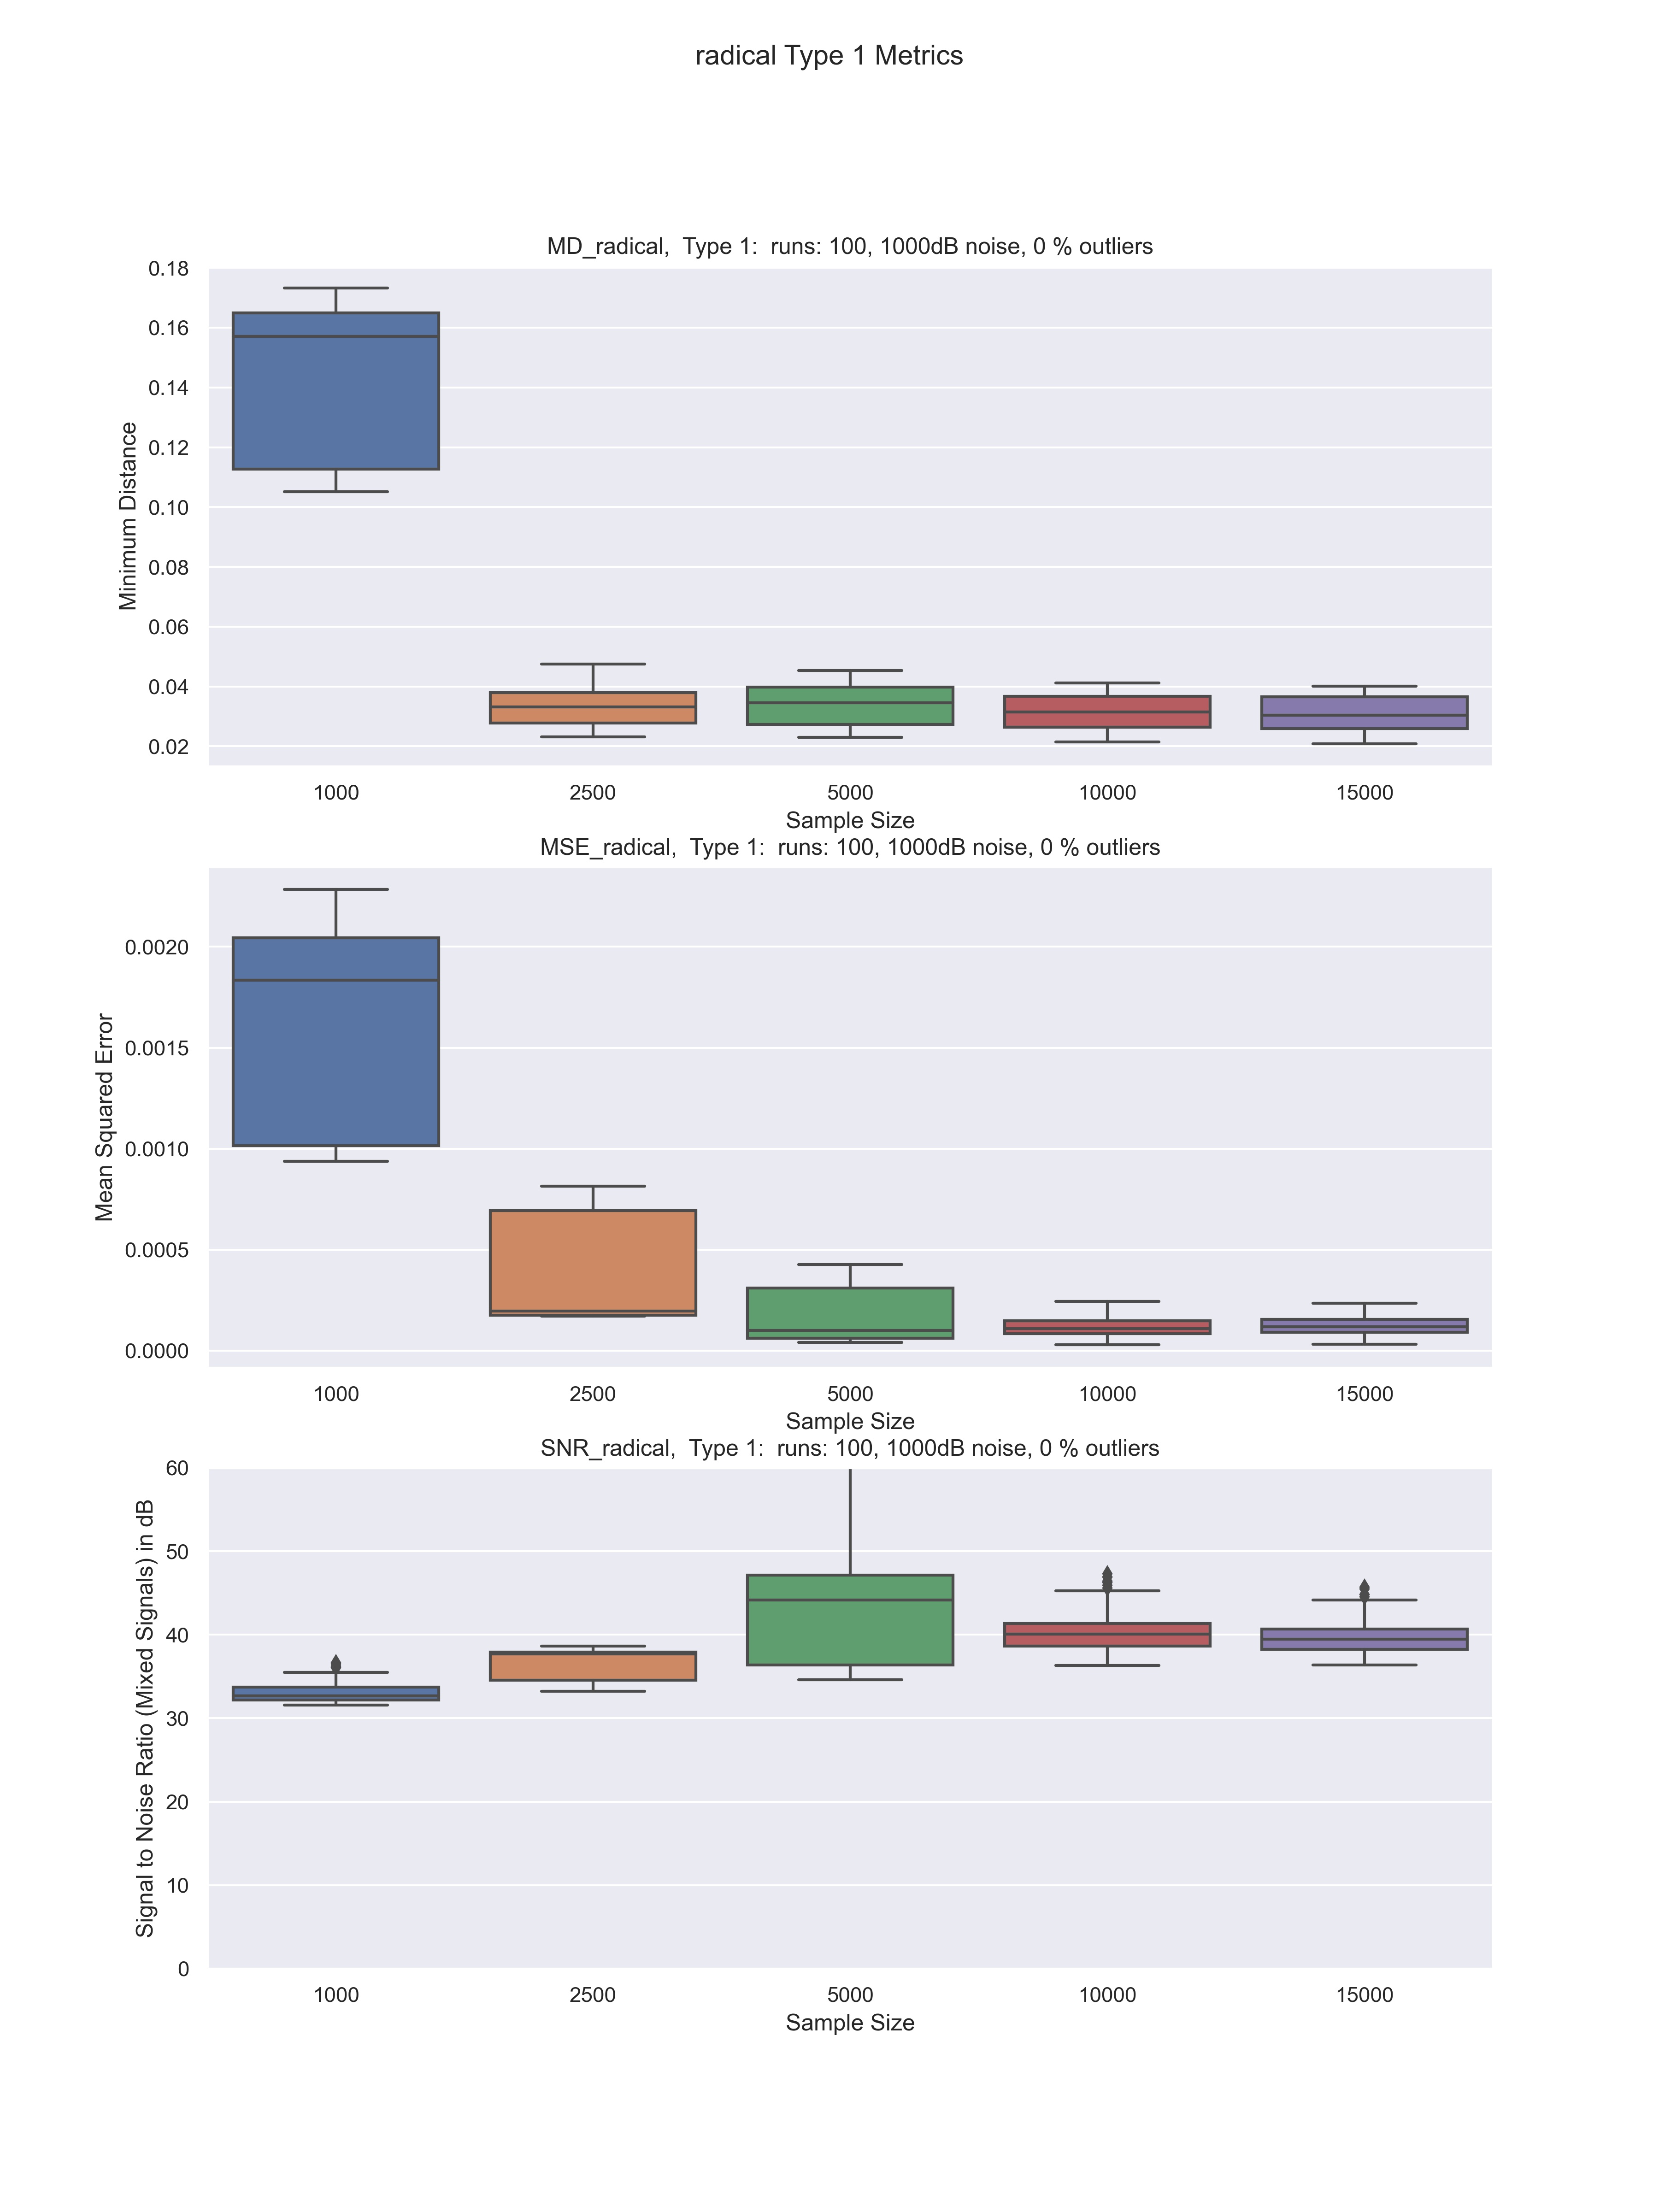 radical Type 1 Metrics
MD_radical,  Type 1:  runs: 100, 1000dB noise, 0 % outliers
0.18
0.16
0.14
0.12
0.10
0.08
0.06
0.04
0.02
Minimum Distance
1000 2500 5000 10000 15000
Sample Size
MSE_radical,  Type 1:  runs: 100, 1000dB noise, 0 % outliers
0.0020
0.0015
0.0010
0.0005
0.0000
Mean Squared Error
1000 2500 5000 10000 15000
Sample Size
SNR_radical,  Type 1:  runs: 100, 1000dB noise, 0 % outliers
60
50
40
30
20
10
0
Signal to Noise Ratio (Mixed Signals) in dB
1000 2500 5000 10000 15000
Sample Size